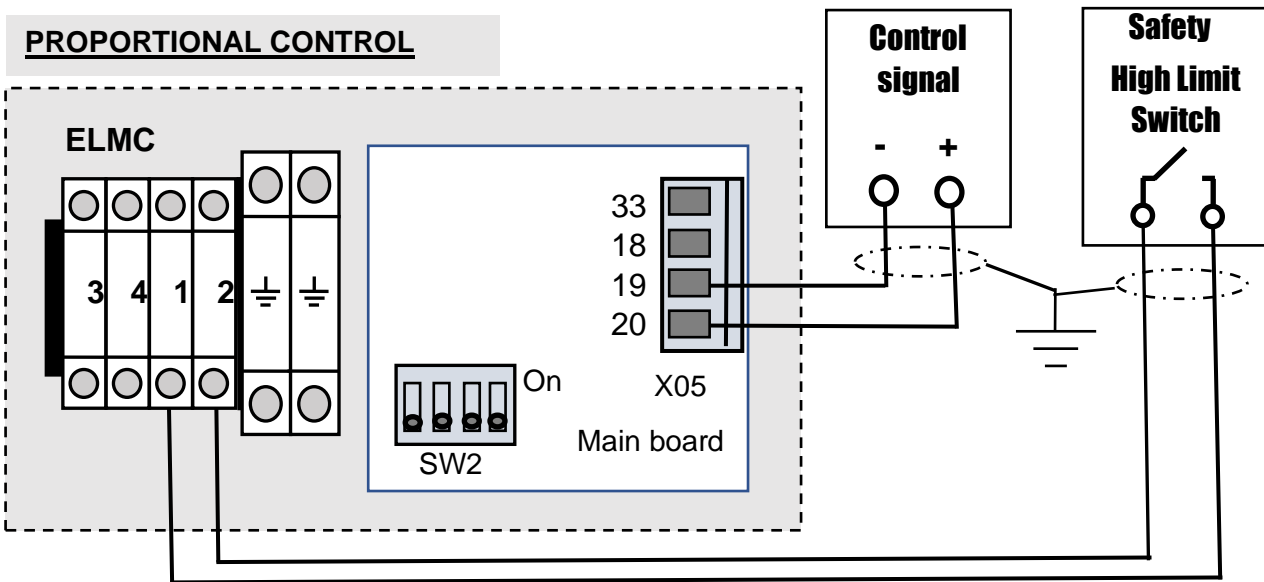 PROPORTIONAL CONTROL
ELMC
3 4 1 2
33
18
19
20
X05
On
SW2
Main board
Control
signal
- +
Safety
High Limit
Switch